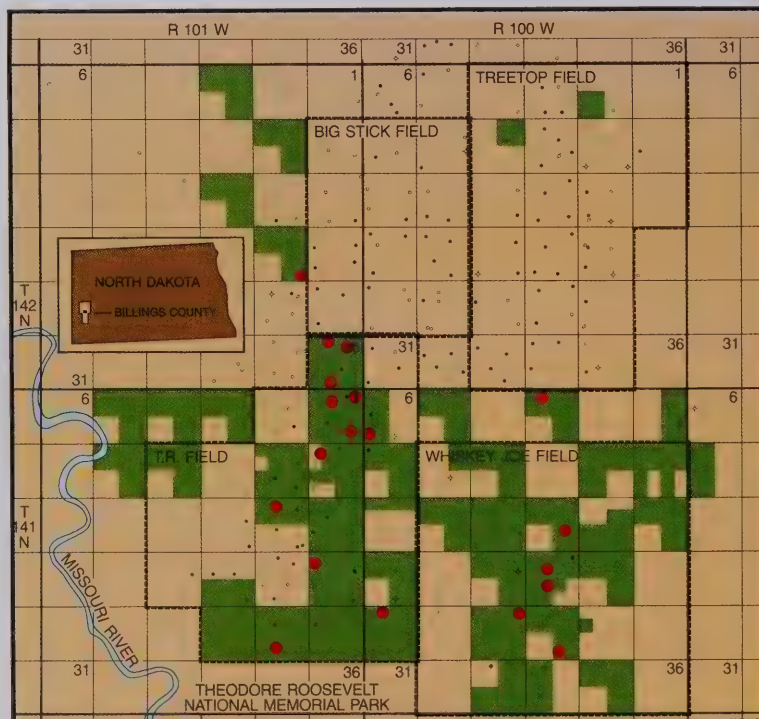 R 101 W
R 100 W
31
36
31
36
31
6
1
6
TREETOP FIELD
1
6
BIG STICK FIELD
NORTH DAKOTA
BILLINGS COUNTY
T
142
N
31
36
31
31
6
6
6
T.R. FIELD
WHISKEY JOE FIELD
T
141
N
MISSOURI RIVER
31
36
31
36
31
THEODORE ROOSEVELT
NATIONAL MEMORIAL PARK